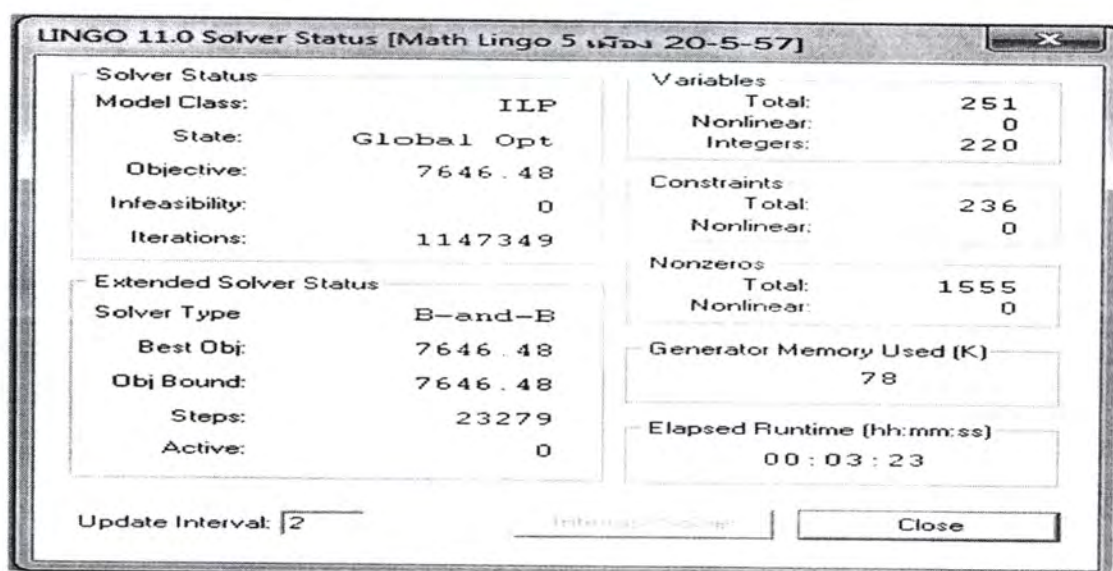 LINGO 11.0 Solver Status [Math Lingo 5 เมือง 20-5-57]
Solver Status
Model Class: ILP
State: Global Opt
Objective: 7646.48
Infeasibility: 0
Iterations: 1147349
Extended Solver Status
Solver Type B-and-B
Best Obj: 7646.48
Obj Bound: 7646.48
Steps: 23279
Active: 0
Update Interval: 2
Variables
Total: 251
Nonlinear: 0
Integers: 220
Constraints
Total: 236
Nonlinear: 0
Nonzeros
Total: 1555
Nonlinear: 0
Generator Memory Used (K)
78
Elapsed Runtime (hh:mm:ss)
00:03:23
Interrupt Solver
Close